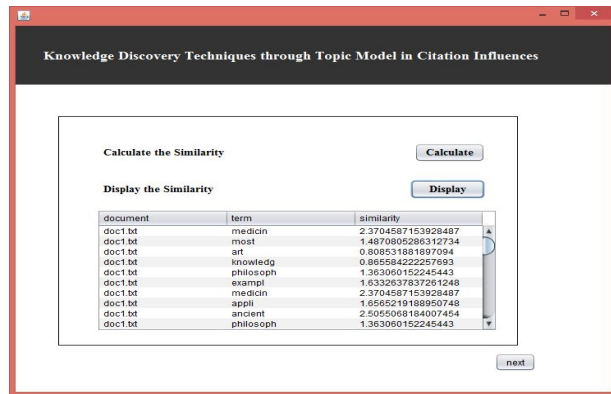 Knowledge Discovery Techniques through Topic Model in Citation Influences
Calculate the Similarity Calculate
Display the Similarity Display
document term similarity
doc1.txt medicin 2.3704587153928487
doc1.txt most 1.4870805286312734
doc1.txt art 0.808531881897094
doc1.txt knowledg 0.865584222257693
doc1.txt philosoph 1.363060152245443
doc1.txt exampl 1.6332637837261248
doc1.txt medicin 2.3704587153928487
doc1.txt appli 1.6565219188950748
doc1.txt ancient 2.5055068184007454
doc1.txt philosoph 1.363060152245443
next